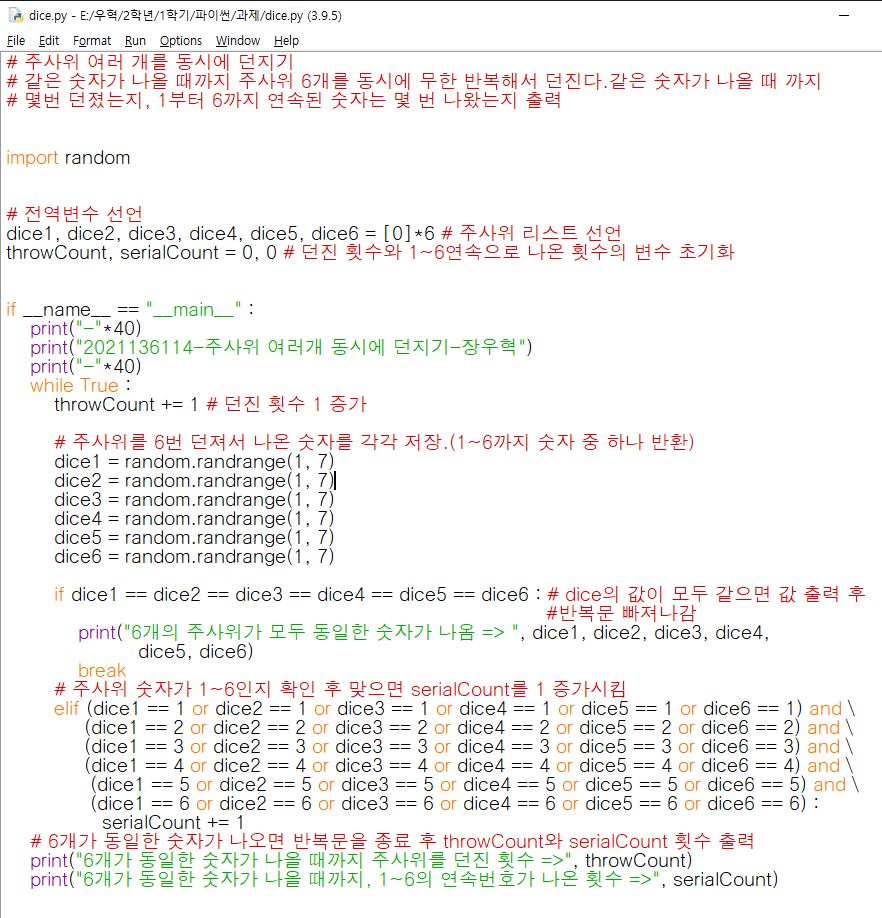 dice.py - E:/우혁/2학년/1학기/파이썬/과제/dice.py (3.9.5)
File Edit Format Run Options Window Help
# 주사위 여러 개를 동시에 던지기
# 같은 숫자가 나올 때까지 주사위 6개를 동시에 무한 반복해서 던진다.같은 숫자가 나올 때 까지
# 몇번 던졌는지, 1부터 6까지 연속된 숫자는 몇 번 나왔는지 출력
import random
# 전역변수 선언
dice1, dice2, dice3, dice4, dice5, dice6 = [0]*6 # 주사위 리스트 선언
throwCount, serialCount = 0, 0 # 던진 횟수와 1~6연속으로 나온 횟수의 변수 초기화
if __name__ == "__main__" :
    print("-"*40)
    print("2021136114-주사위 여러개 동시에 던지기-장우혁")
    print("-"*40)
    while True :
        throwCount += 1 # 던진 횟수 1 증가
        # 주사위를 6번 던져서 나온 숫자를 각각 저장.(1~6까지 숫자 중 하나 반환)
        dice1 = random.randrange(1, 7)
        dice2 = random.randrange(1, 7)
        dice3 = random.randrange(1, 7)
        dice4 = random.randrange(1, 7)
        dice5 = random.randrange(1, 7)
        dice6 = random.randrange(1, 7)
        if dice1 == dice2 == dice3 == dice4 == dice5 == dice6 : # dice의 값이 모두 같으면 값 출력 후
                                                                #반복문 빠져나감
            print("6개의 주사위가 모두 동일한 숫자가 나옴 => ", dice1, dice2, dice3, dice4,
                  dice5, dice6)
            break
        # 주사위 숫자가 1~6인지 확인 후 맞으면 serialCount를 1 증가시킴
        elif (dice1 == 1 or dice2 == 1 or dice3 == 1 or dice4 == 1 or dice5 == 1 or dice6 == 1) and \
             (dice1 == 2 or dice2 == 2 or dice3 == 2 or dice4 == 2 or dice5 == 2 or dice6 == 2) and \
             (dice1 == 3 or dice2 == 3 or dice3 == 3 or dice4 == 3 or dice5 == 3 or dice6 == 3) and \
             (dice1 == 4 or dice2 == 4 or dice3 == 4 or dice4 == 4 or dice5 == 4 or dice6 == 4) and \
              (dice1 == 5 or dice2 == 5 or dice3 == 5 or dice4 == 5 or dice5 == 5 or dice6 == 5) and \
              (dice1 == 6 or dice2 == 6 or dice3 == 6 or dice4 == 6 or dice5 == 6 or dice6 == 6) :
                serialCount += 1
    # 6개가 동일한 숫자가 나오면 반복문을 종료 후 throwCount와 serialCount 횟수 출력
    print("6개가 동일한 숫자가 나올 때까지 주사위를 던진 횟수 =>", throwCount)
    print("6개가 동일한 숫자가 나올 때까지, 1~6의 연속번호가 나온 횟수 =>", serialCount)